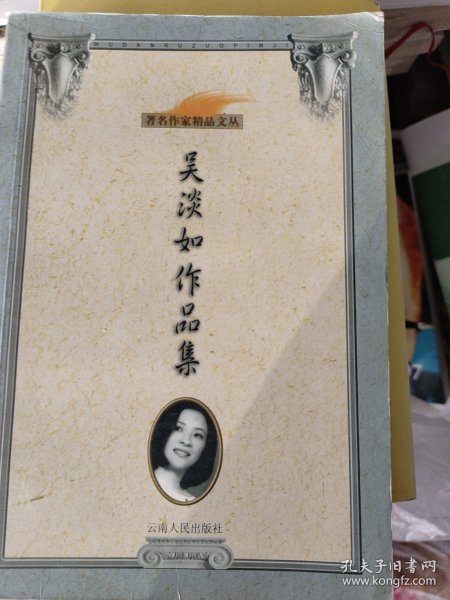 WUDANRUZUOPINJI
著名作家精品文丛
吴淡如作品集
云南人民出版社
孔夫子旧书网
www.kongfz.com